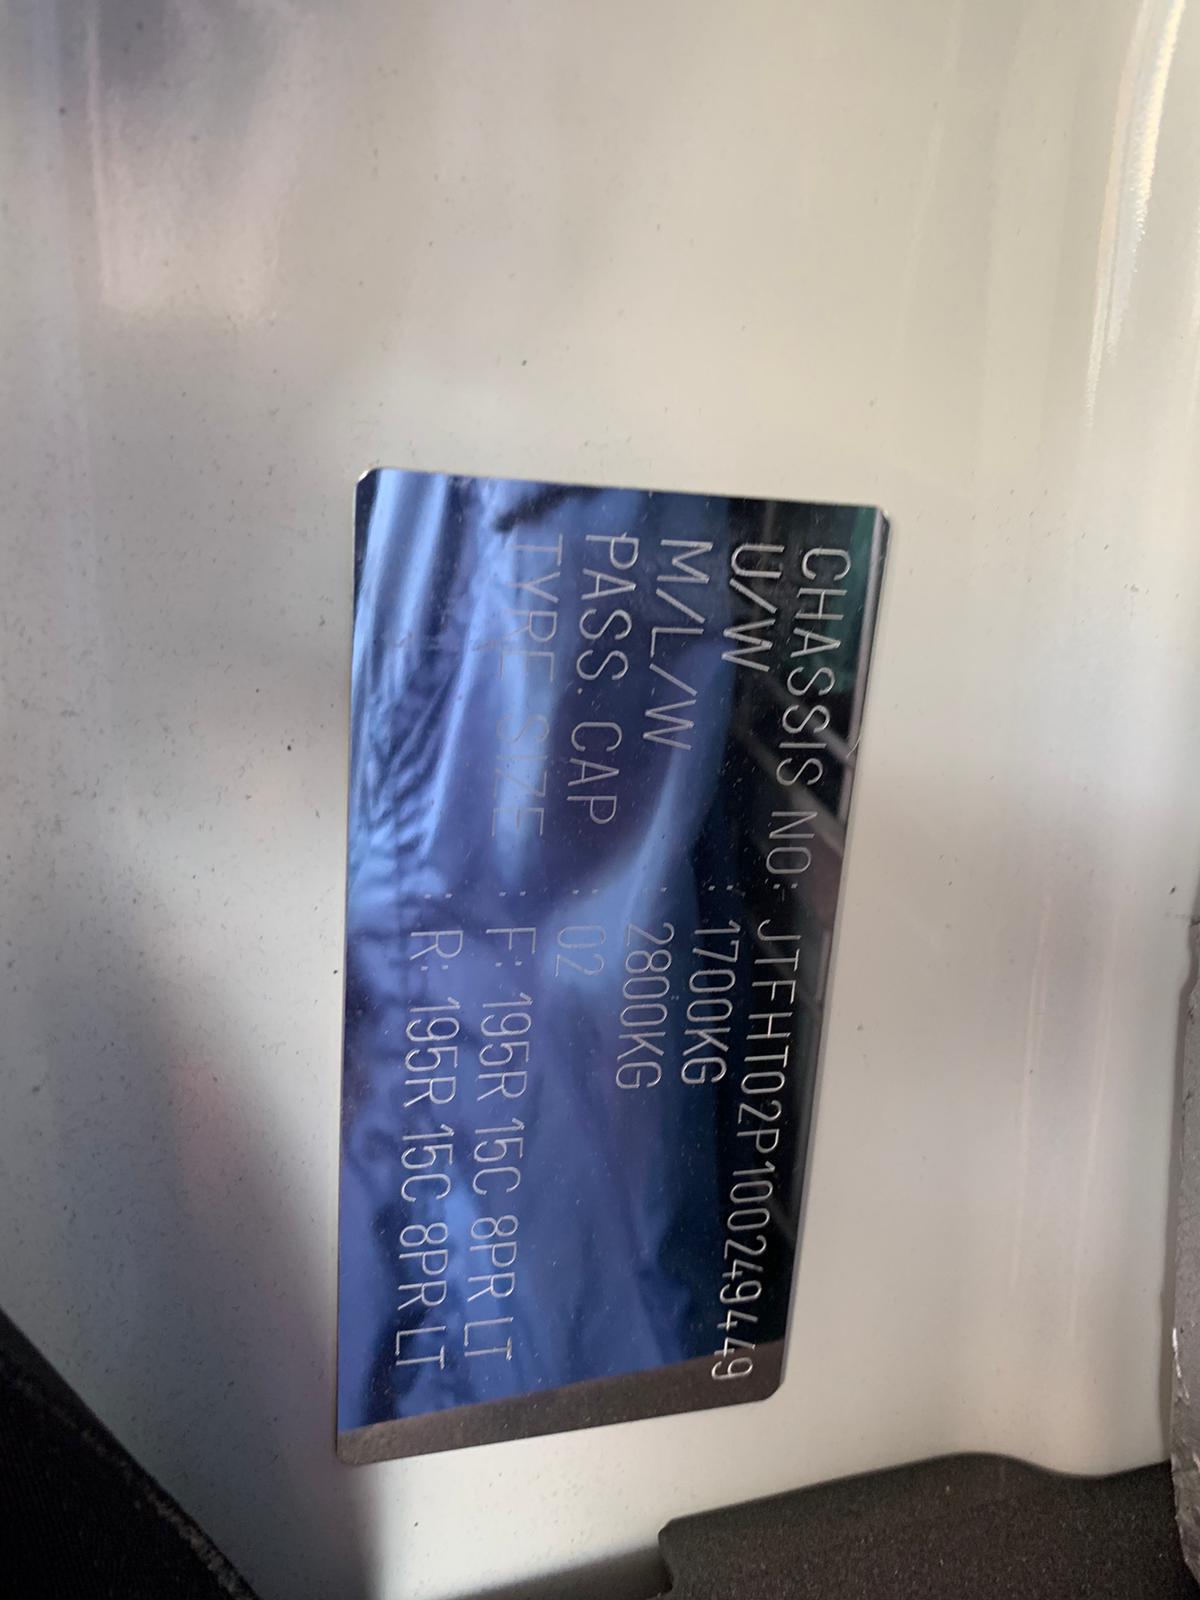 CHASSIS NO: JTFHT02P100249449
U/W : 1700KG
M/L/W : 2800KG
PASS. CAP : 02
TYRE SIZE : F: 195R 15C 8PR LT
: R: 195R 15C 8PR LT